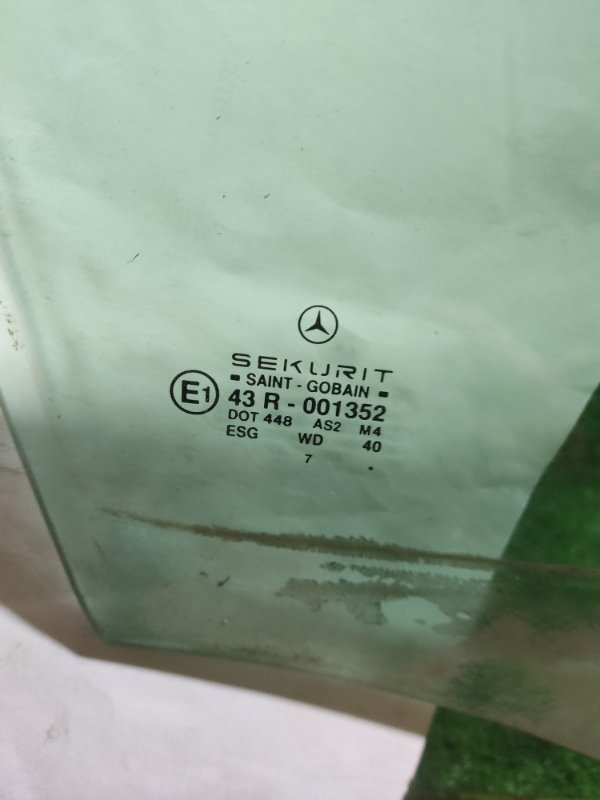 SEKURIT
SAINT - GOBAIN
E1 43 R - 001352
DOT 448 AS2 M4
ESG WD 40
7 .